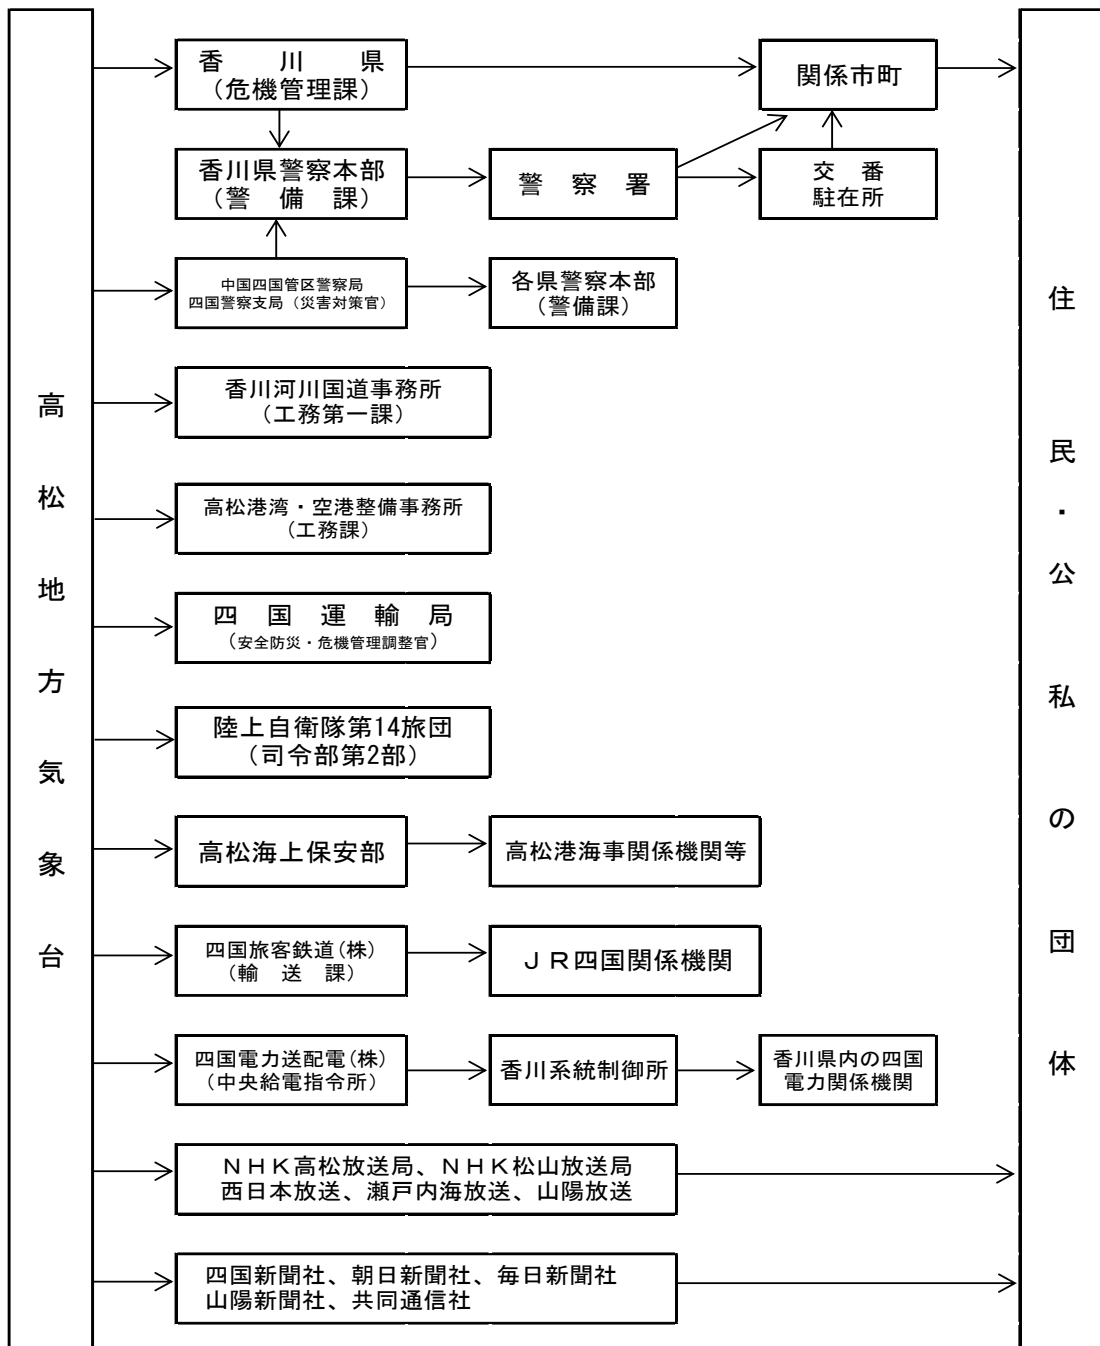 高松地方気象台
香　川　県
(危機管理課)
関係市町
香川県警察本部
(警　備　課)
警　察　署
交　番
駐在所
中国四国管区警察局
四国警察支局（災害対策官）
各県警察本部
(警備課)
香川河川国道事務所
(工務第一課)
高松港湾・空港整備事務所
(工務課)
四　国　運　輸　局
（安全防災・危機管理調整官）
陸上自衛隊第14旅団
(司令部第2部)
高松海上保安部
高松港海事関係機関等
四国旅客鉄道(株)
(輸　送　課)
ＪＲ四国関係機関
四国電力送配電(株)
(中央給電指令所)
香川系統制御所
香川県内の四国
電力関係機関
ＮＨＫ高松放送局、ＮＨＫ松山放送局
西日本放送、瀬戸内海放送、山陽放送
四国新聞社、朝日新聞社、毎日新聞社
山陽新聞社、共同通信社
住民・公私の団体